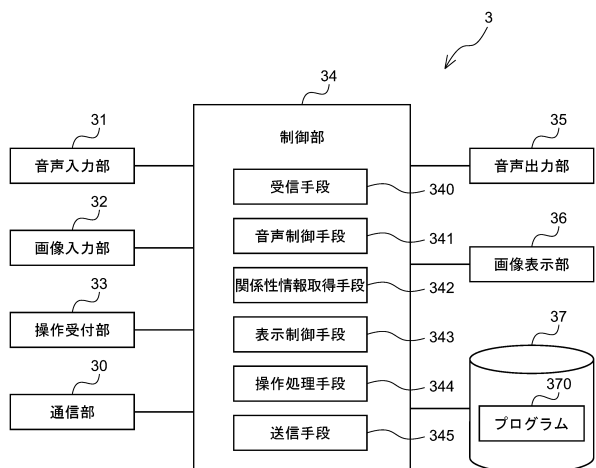 3
34
制御部
31
音声入力部
32
画像入力部
33
操作受付部
30
通信部
受信手段
340
音声制御手段
341
関係性情報取得手段
342
表示制御手段
343
操作処理手段
344
送信手段
345
35
音声出力部
36
画像表示部
37
370
プログラム